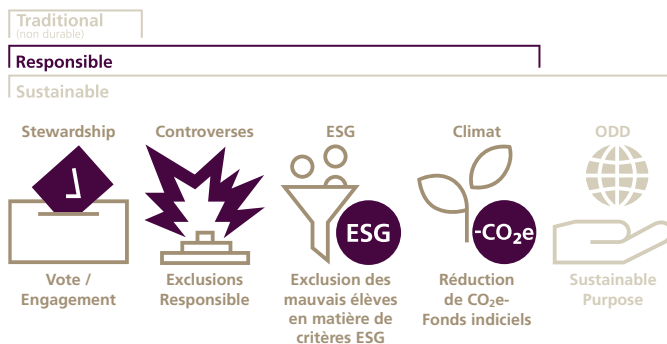 Traditional
(non durable)
Responsible
Sustainable
Stewardship
Controverses
ESG
Climat
ODD
ESG
-CO₂e
Vote /
Engagement
Exclusions
Responsible
Exclusion des
mauvais élèves
en matière de
critères ESG
Réduction
de CO₂e-
Fonds indiciels
Sustainable
Purpose